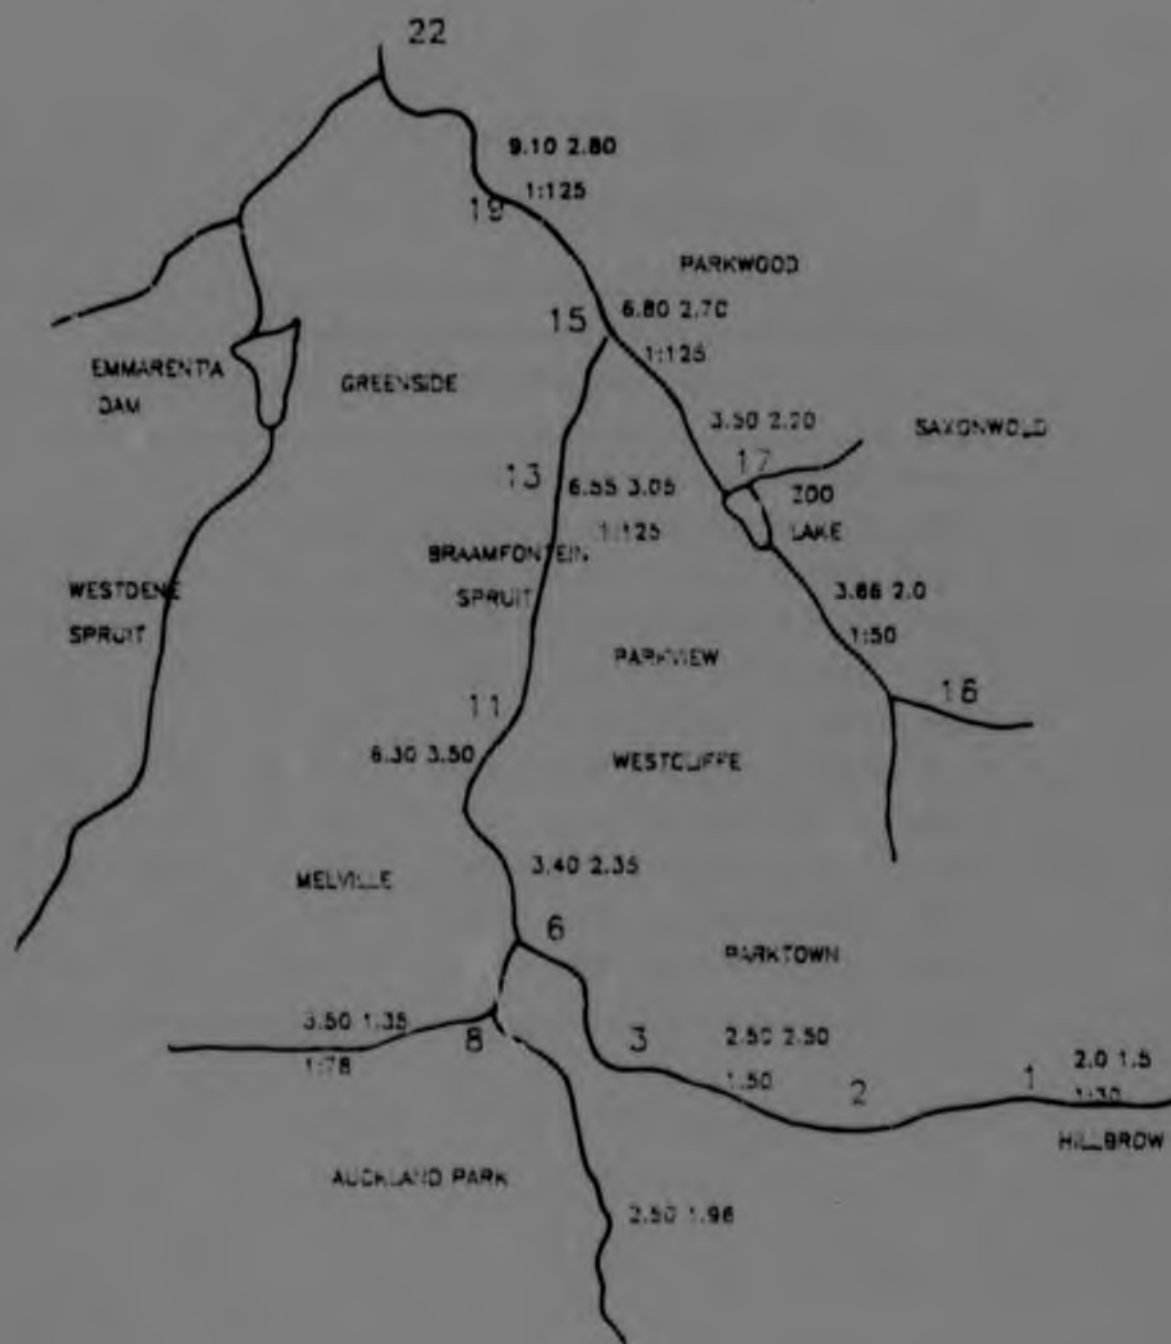 22
9.10 2.80
1:125
19
PARKWOOD
6.80 2.70
15
1:125
EMMARENTIA
DAM
GREENSIDE
3.50 2.20
SAXONWOLD
17
ZOO
LAKE
13
6.55 3.05
1:125
BRAAMFONTEIN
SPRUIT
WESTDENE
SPRUIT
2.0
1:50
PARKVIEW
11
16
6.30 3.50
WESTCLIFFE
3.40 2.35
MELVILLE
6
PARKTOWN
3.50 1.35
1:78
8
3
2.50 2.50
1:50
2
1
2.0 1.5
1:30
HILLBROW
AUCKLAND PARK
2.50 1.96